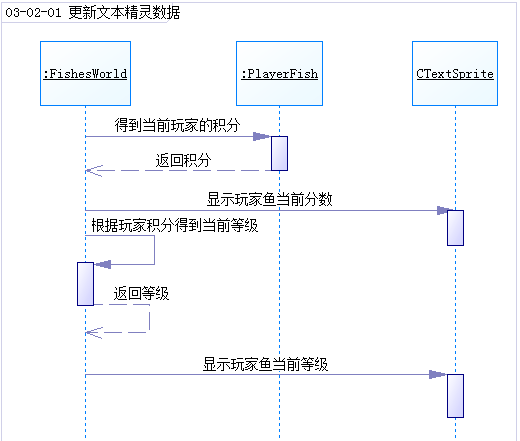 03-02-01 更新文本精灵数据
:FishesWorld
:PlayerFish
CTextSprite
得到当前玩家的积分
返回积分
显示玩家鱼当前分数
根据玩家积分得到当前等级
返回等级
显示玩家鱼当前等级